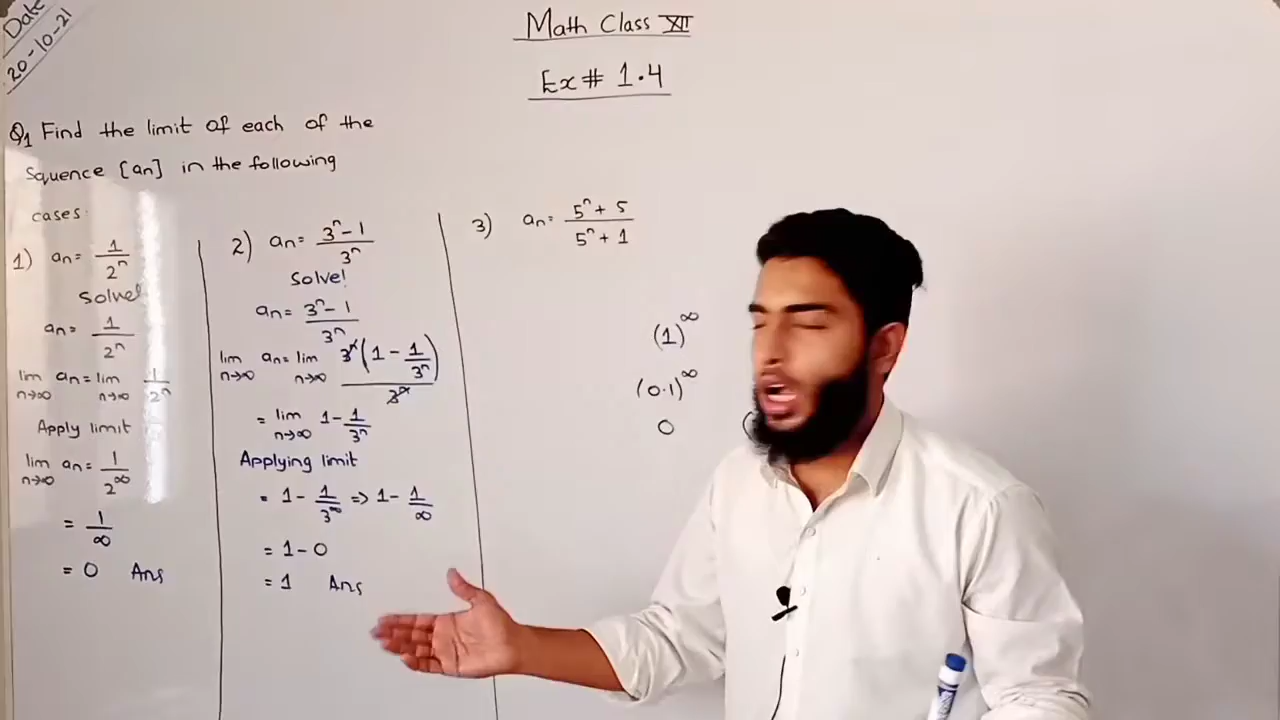 Date
20-10-21
Math Class XII
Ex# 1.4
Q1 Find the limit of each of the
Squence [an] in the following
cases:
1) an= 1/2^n
Solve!
an= 1/2^n
lim n→∞ an= lim n→∞ 1/2^n
Apply limit
lim n→∞ an= 1/2^∞
= 1/∞
= 0 Ans
2) an= 3^n-1/3^n
Solve!
an= 3^n-1/3^n
lim n→∞ an= lim n→∞ 3^n(1-1/3^n)/3^n
= lim n→∞ 1-1/3^n
Applying limit
= 1-1/3^∞ => 1-1/∞
= 1-0
= 1 Ans
3) an= 5^n+5/5^n+1
(1)^∞
(0.1)^∞
0